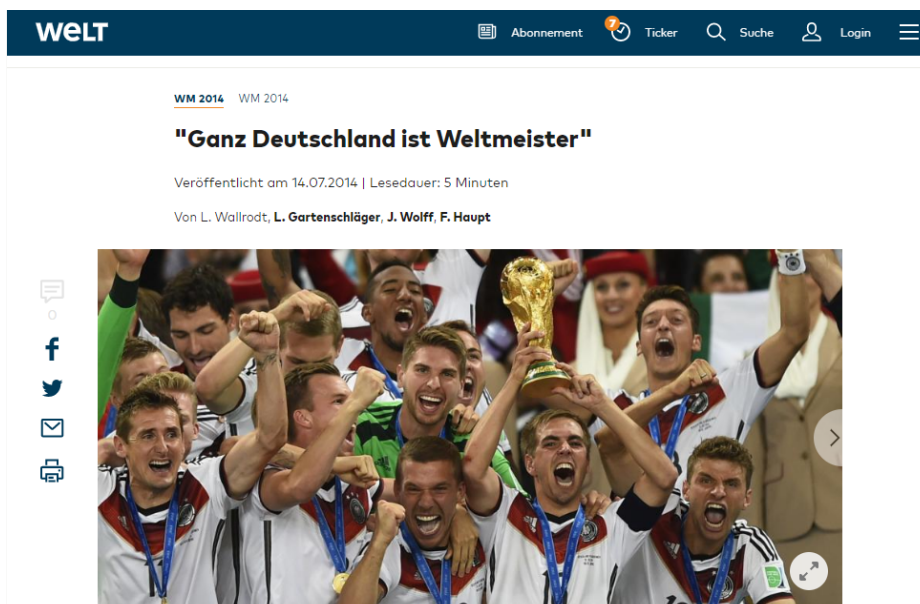 WELT
Abonnement
7
Ticker
Suche
Login
WM 2014 WM 2014
"Ganz Deutschland ist Weltmeister"
Veröffentlicht am 14.07.2014 | Lesedauer: 5 Minuten
Von L. Wallrodt, L. Gartenschläger, J. Wolff, F. Haupt
0